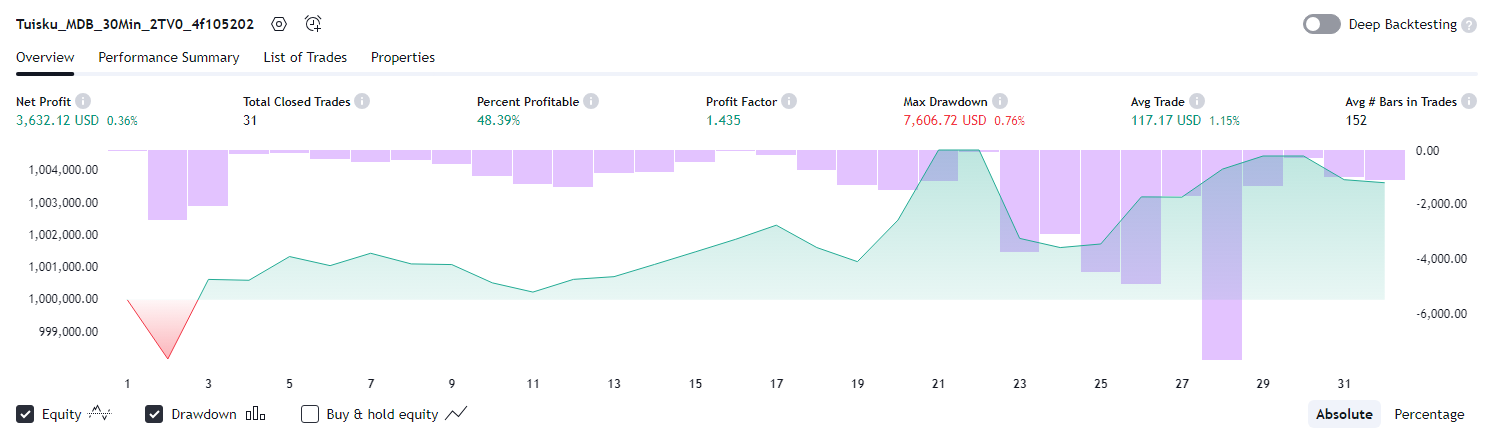 Tuisku_MDB_30Min_2TV0_4f105202
Deep Backtesting ?
Overview Performance Summary List of Trades Properties
Net Profit Total Closed Trades Percent Profitable Profit Factor Max Drawdown Avg Trade Avg # Bars in Trades
3,632.12 USD 0.36% 31 48.39% 1.435 7,606.72 USD 0.76% 117.17 USD 1.15% 152
0.00
1,004,000.00
1,003,000.00 -2,000.00
1,002,000.00
1,001,000.00 -4,000.00
1,000,000.00
-6,000.00
999,000.00
1 3 5 7 9 11 13 15 17 19 21 23 25 27 29 31
Equity Drawdown Buy & hold equity Absolute Percentage